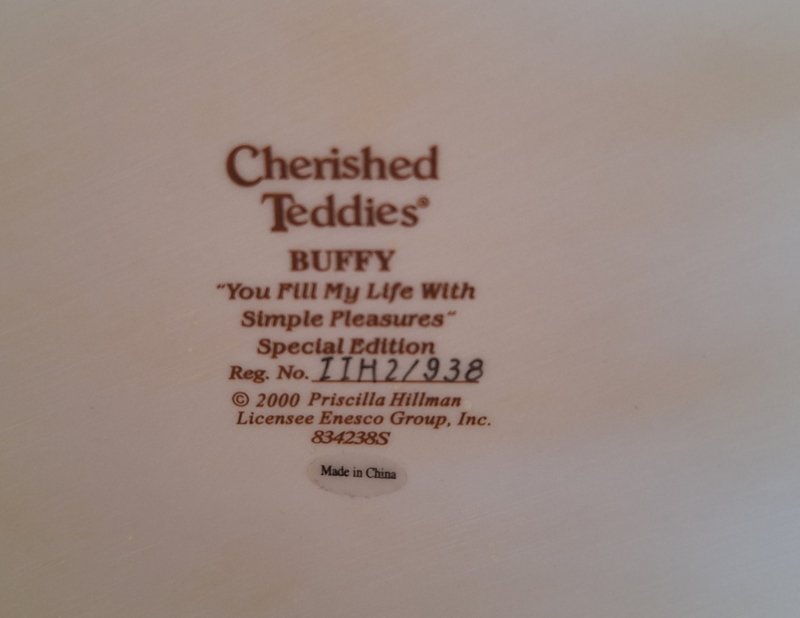 Cherished
Teddies®
BUFFY
"You Fill My Life With
Simple Pleasures"
Special Edition
Reg. No. IIH2/938
© 2000 Priscilla Hillman
Licensee Enesco Group, Inc.
834238S
Made in China